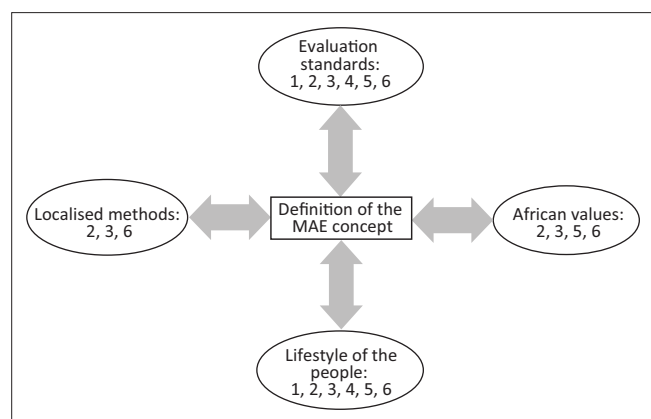 Evaluation
standards:
1, 2, 3, 4, 5, 6
Localised methods:
2, 3, 6
Definition of the
MAE concept
African values:
2, 3, 5, 6
Lifestyle of the
people:
1, 2, 3, 4, 5, 6